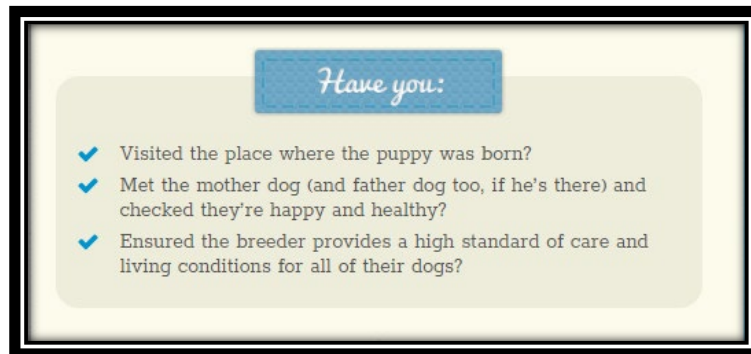 Have you:
Visited the place where the puppy was born?
Met the mother dog (and father dog too, if he's there) and
checked they're happy and healthy?
Ensured the breeder provides a high standard of care and
living conditions for all of their dogs?